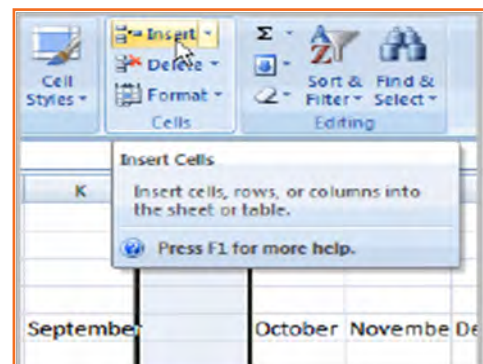 Insert
Delete
Format
Cells
Cell
Styles
Σ
Sort &
Filter
Find &
Select
Editing
Insert Cells
Insert cells, rows, or columns into
the sheet or table.
Press F1 for more help.
K
September
October
Novembe
De